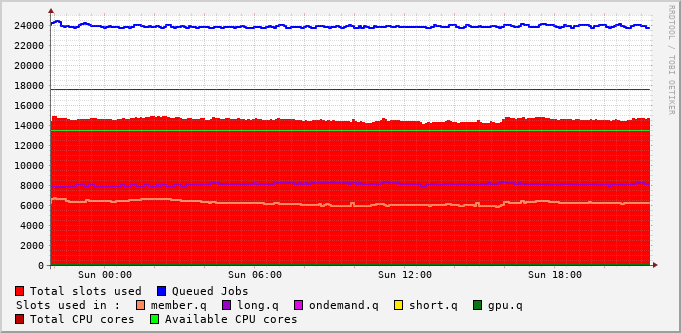 24000
22000
20000
18000
16000
14000
12000
10000
8000
6000
4000
2000
0
Sun 00:00 Sun 06:00 Sun 12:00 Sun 18:00
RRDTOOL / TOBI OETIKER
Total slots used Queued Jobs
Slots used in : member.q long.q ondemand.q short.q gpu.q
Total CPU cores Available CPU cores